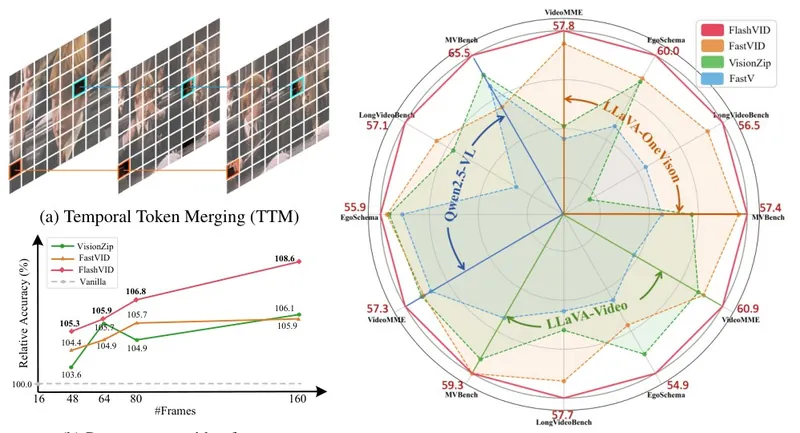 (a) Temporal Token Merging (TTM)
Relative Accuracy (%)
VisionZip
FastVID
FlashVID
Vanilla
108.6
106.8
105.9
105.3
105.7
105.7
104.4
104.9
104.9
103.6
106.1
105.9
100.0
16 48 64 80 160
#Frames
VideoMME
57.8
EgoSchema
60.0
LongVideoBench
56.5
57.4
MVBench
VideoMME
60.9
54.9
EgoSchema
57.7
LongVideoBench
59.3
MVBench
57.3
VideoMME
55.9
EgoSchema
LongVideoBench
57.1
MVBench
65.5
LLaVA-OneVison
Qwen2.5-VL
LLaVA-Video
FlashVID
FastVID
VisionZip
FastV